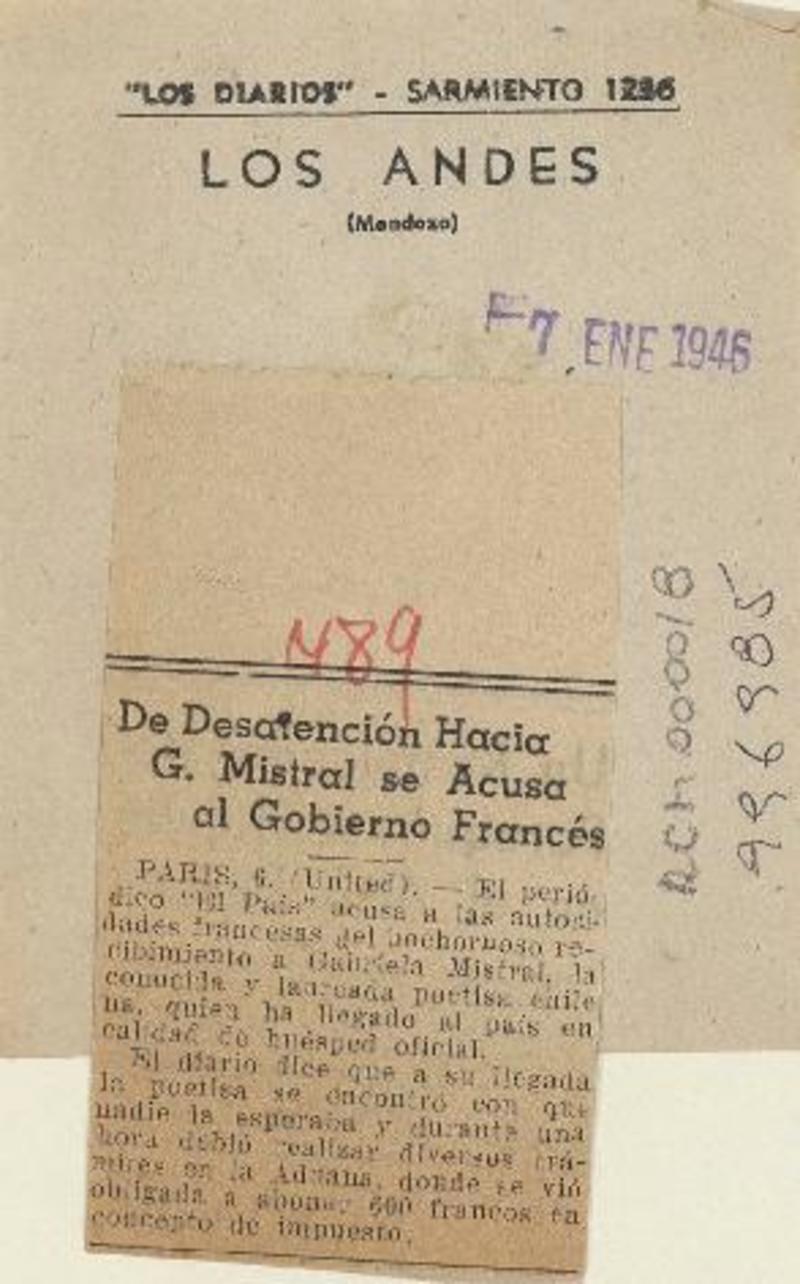 "LOS DIARIOS" - SARMIENTO 1236
LOS ANDES
(Mendoza)
7 ENE 1946
489
De Desatención Hacia
G. Mistral se Acusa
al Gobierno Francés
PARIS, 6. (United). — El perió-
dico "El País" acusa a las autori-
dades francesas del bochornoso re-
cibimiento a Gabriela Mistral, la
conocida y laureada poetisa chile
na, quien ha llegado al país en
calidad de huésped oficial.
El diario dice que a su llegada
la poetisa se encontró con que
nadie la esperaba y durante una
hora debió realizar diversos trá-
mites en la Aduana, donde se vió
obligada a abonar 600 francos en
concepto de impuesto.